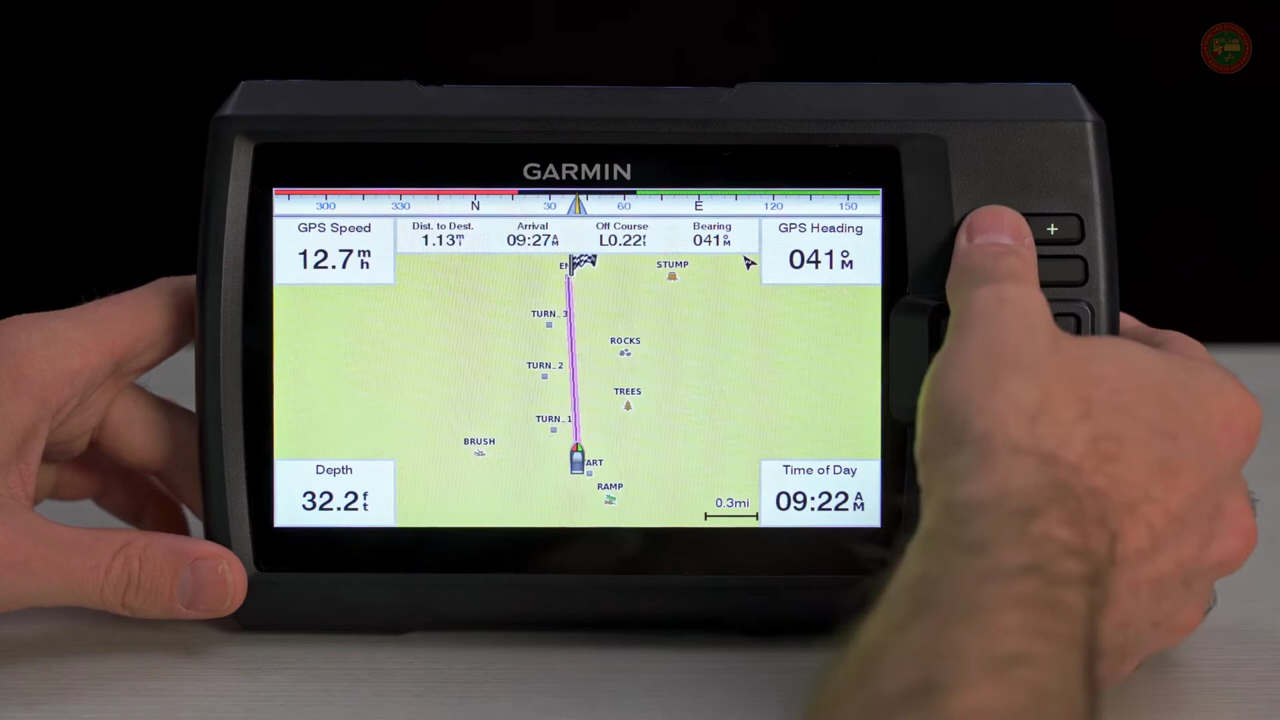 GARMIN
300 330 N 30 60 E 120 150
GPS Speed
12.7 mh
Dist. to Dest.
1.13 mi
Arrival
09:27 AM
Off Course
L0.22
Bearing
041°M
GPS Heading
041°M
+
STUMP
TURN_3
ROCKS
TURN_2
TREES
TURN_1
BRUSH
ART
RAMP
Depth
32.2 ft
0.3mi
Time of Day
09:22 AM